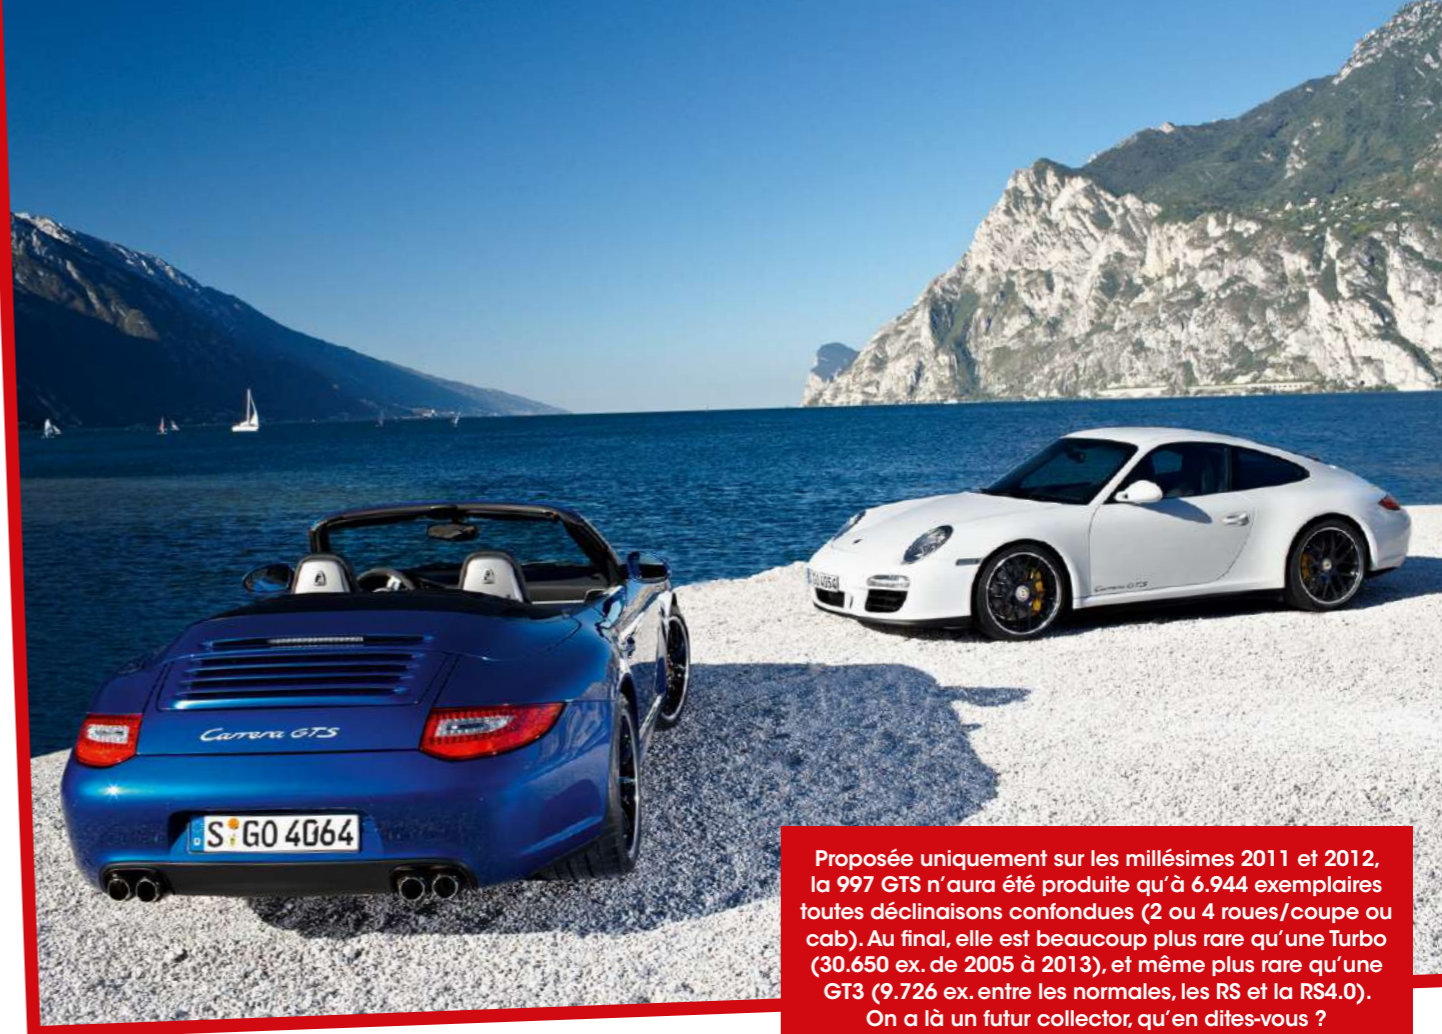 Carrera GTS
Carrera GTS
S GO 4064
Proposée uniquement sur les millésimes 2011 et 2012,
la 997 GTS n'aura été produite qu'à 6.944 exemplaires
toutes déclinaisons confondues (2 ou 4 roues/coupe ou
cab). Au final, elle est beaucoup plus rare qu'une Turbo
(30.650 ex. de 2005 à 2013), et même plus rare qu'une
GT3 (9.726 ex. entre les normales, les RS et la RS4.0).
On a là un futur collector, qu'en dites-vous ?